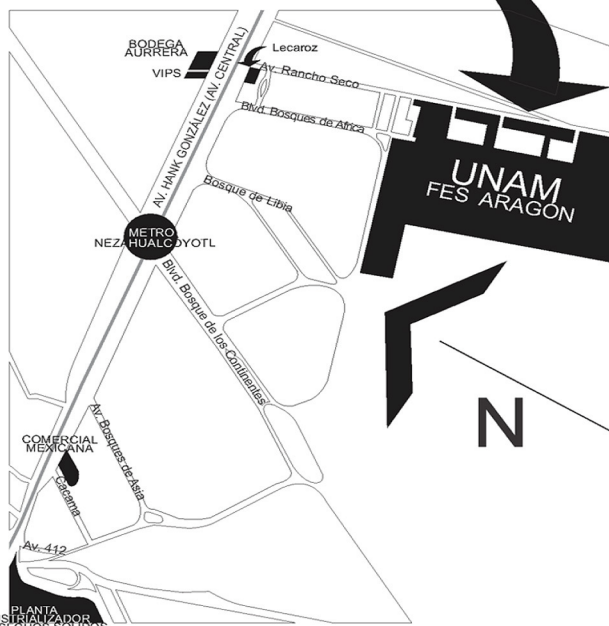 BODEGA
AURRERA
VIPS
Lecaroz
Av. Rancho Seco
Blvd. Bosques de Africa
AV. HANK GONZÁLEZ (AV. CENTRAL)
UNAM
FES ARAGÓN
Bosque de Libia
METRO
NEZAHUALCOYOTL
Blvd. Bosque de los Continentes
N
Av. Bosques de Asia
COMERCIAL
MEXICANA
Cacama
Av. 412
PLANTA